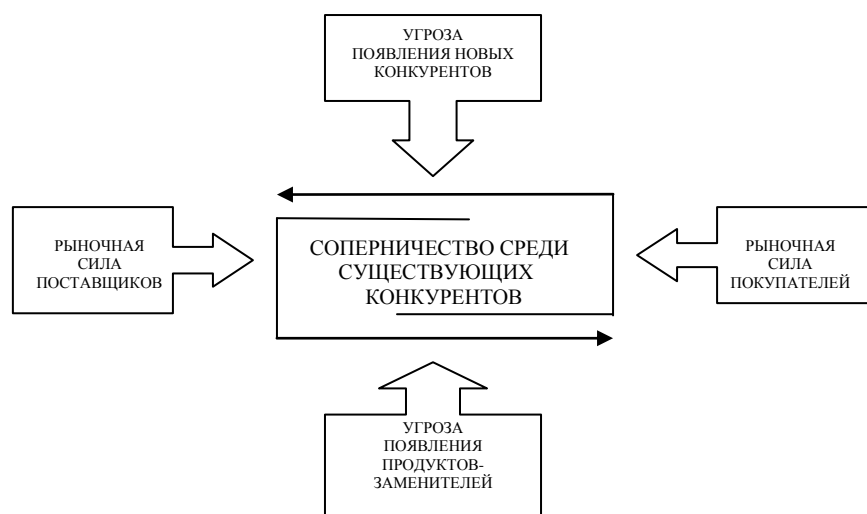 УГРОЗА
ПОЯВЛЕНИЯ НОВЫХ
КОНКУРЕНТОВ
РЫНОЧНАЯ
СИЛА
ПОСТАВЩИКОВ
СОПЕРНИЧЕСТВО СРЕДИ
СУЩЕСТВУЮЩИХ
КОНКУРЕНТОВ
РЫНОЧНАЯ
СИЛА
ПОКУПАТЕЛЕЙ
УГРОЗА
ПОЯВЛЕНИЯ
ПРОДУКТОВ-
ЗАМЕНИТЕЛЕЙ